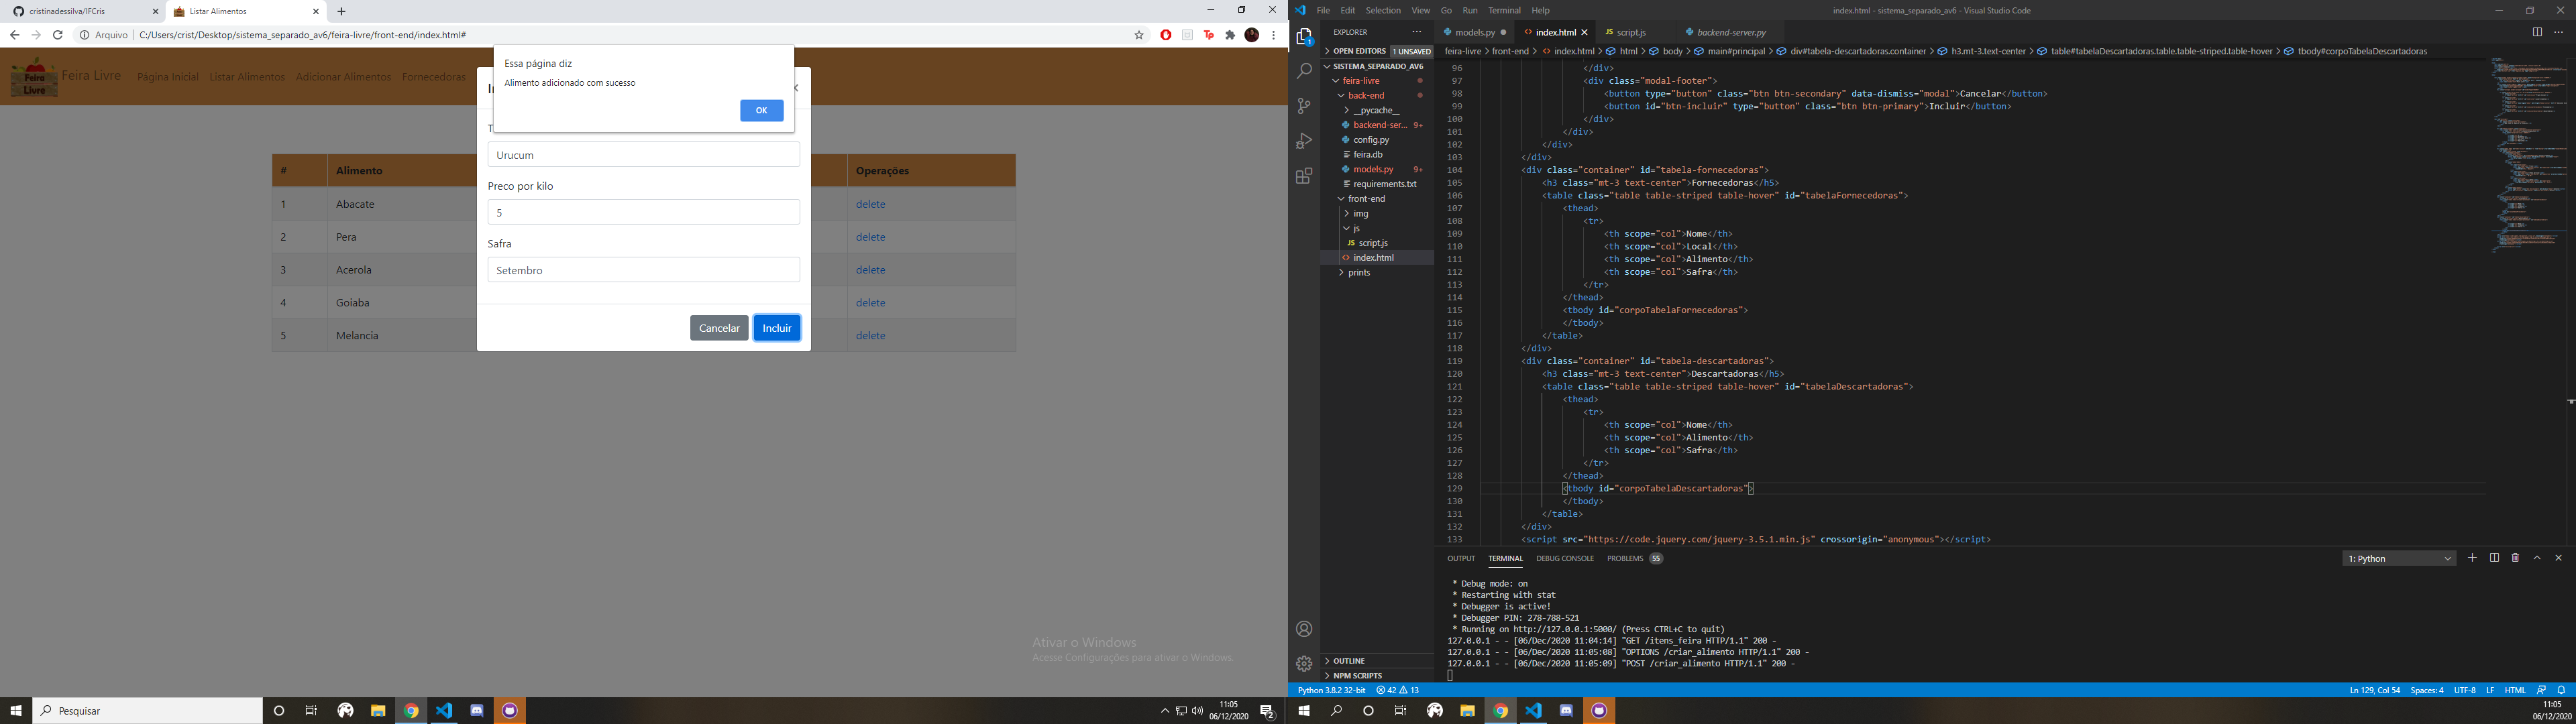 cristinadessilva/IFCris
Listar Alimentos
Arquivo
C:/Users/crist/Desktop/sistema_separado_av6/feira-livre/front-end/index.html#
Feira Livre
Feira Livre
Página Inicial
Listar Alimentos
Adicionar Alimentos
Fornecedoras
Essa página diz
Alimento adicionado com sucesso
OK
Urucum
Preco por kilo
5
Safra
Setembro
Cancelar
Incluir
# Alimento Operações
1 Abacate delete
2 Pera delete
3 Acerola delete
4 Goiaba delete
5 Melancia delete
Ativar o Windows
Acesse Configurações para ativar o Windows.
Pesquisar
11:05
06/12/2020
2
File Edit Selection View Go Run Terminal Help
index.html - sistema_separado_av6 - Visual Studio Code
1
EXPLORER
OPEN EDITORS 1 UNSAVED
SISTEMA_SEPARADO_AV6
feira-livre
back-end
__pycache__
backend-ser... 9+
config.py
feira.db
models.py 9+
requirements.txt
front-end
img
js
JS script.js
index.html
prints
OUTLINE
NPM SCRIPTS
models.py
index.html
JS script.js
backend-server.py
feira-livre > front-end > index.html > html > body > main#principal > div#tabela-descartadoras.container > h3.mt-3.text-center > table#tabelaDescartadoras.table.table-striped.table-hover > tbody#corpoTabelaDescartadoras
96 </div>
97 <div class="modal-footer">
98 <button type="button" class="btn btn-secondary" data-dismiss="modal">Cancelar</button>
99 <button id="btn-incluir" type="button" class="btn btn-primary">Incluir</button>
100 </div>
101 </div>
102 </div>
103 </div>
104 <div class="container" id="tabela-fornecedoras">
105 <h3 class="mt-3 text-center">Fornecedoras</h5>
106 <table class="table table-striped table-hover" id="tabelaFornecedoras">
107 <thead>
108 <tr>
109 <th scope="col">Nome</th>
110 <th scope="col">Local</th>
111 <th scope="col">Alimento</th>
112 <th scope="col">Safra</th>
113 </tr>
114 </thead>
115 <tbody id="corpoTabelaFornecedoras">
116 </tbody>
117 </table>
118 </div>
119 <div class="container" id="tabela-descartadoras">
120 <h3 class="mt-3 text-center">Descartadoras</h5>
121 <table class="table table-striped table-hover" id="tabelaDescartadoras">
122 <thead>
123 <tr>
124 <th scope="col">Nome</th>
125 <th scope="col">Alimento</th>
126 <th scope="col">Safra</th>
127 </tr>
128 </thead>
129 <tbody id="corpoTabelaDescartadoras">
130 </tbody>
131 </table>
132 </div>
133 <script src="https://code.jquery.com/jquery-3.5.1.min.js" crossorigin="anonymous"></script>
OUTPUT TERMINAL DEBUG CONSOLE PROBLEMS 55
1: Python
* Debug mode: on
* Restarting with stat
* Debugger is active!
* Debugger PIN: 278-788-521
* Running on http://127.0.0.1:5000/ (Press CTRL+C to quit)
127.0.0.1 - - [06/Dec/2020 11:04:14] "GET /itens_feira HTTP/1.1" 200 -
127.0.0.1 - - [06/Dec/2020 11:05:08] "OPTIONS /criar_alimento HTTP/1.1" 200 -
127.0.0.1 - - [06/Dec/2020 11:05:09] "POST /criar_alimento HTTP/1.1" 200 -
Python 3.8.2 32-bit 42 13
Ln 129, Col 54 Spaces: 4 UTF-8 LF HTML
11:05
06/12/2020